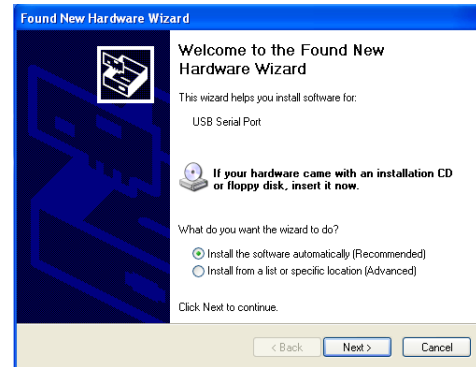 Found New Hardware Wizard
Welcome to the Found New
Hardware Wizard
This wizard helps you install software for:
USB Serial Port
If your hardware came with an installation CD
or floppy disk, insert it now.
What do you want the wizard to do?
Install the software automatically (Recommended)
Install from a list or specific location (Advanced)
Click Next to continue.
< Back Next > Cancel